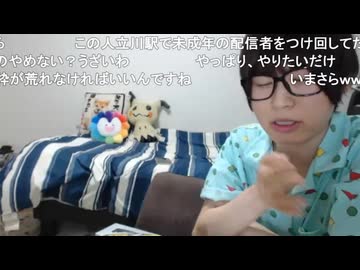 この人立川駅で未成年の配信者をつけ回してた
のやめない？うざいわ　やっぱり、やりたいだけ
枠が荒れなければいいんですね　いまさらww